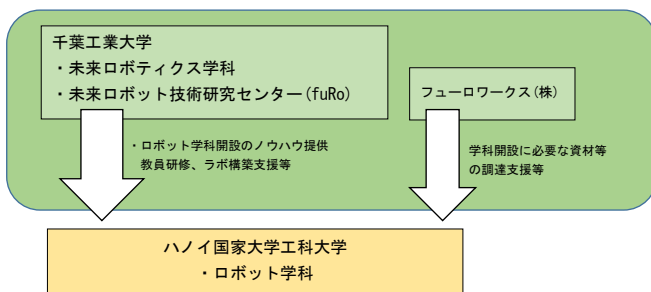 千葉工業大学
・未来ロボティクス学科
・未来ロボット技術研究センター(fuRo)
フューロワークス(株)
・ロボット学科開設のノウハウ提供
教員研修、ラボ構築支援等
学科開設に必要な資材等
の調達支援等
ハノイ国家大学工科大学
・ロボット学科